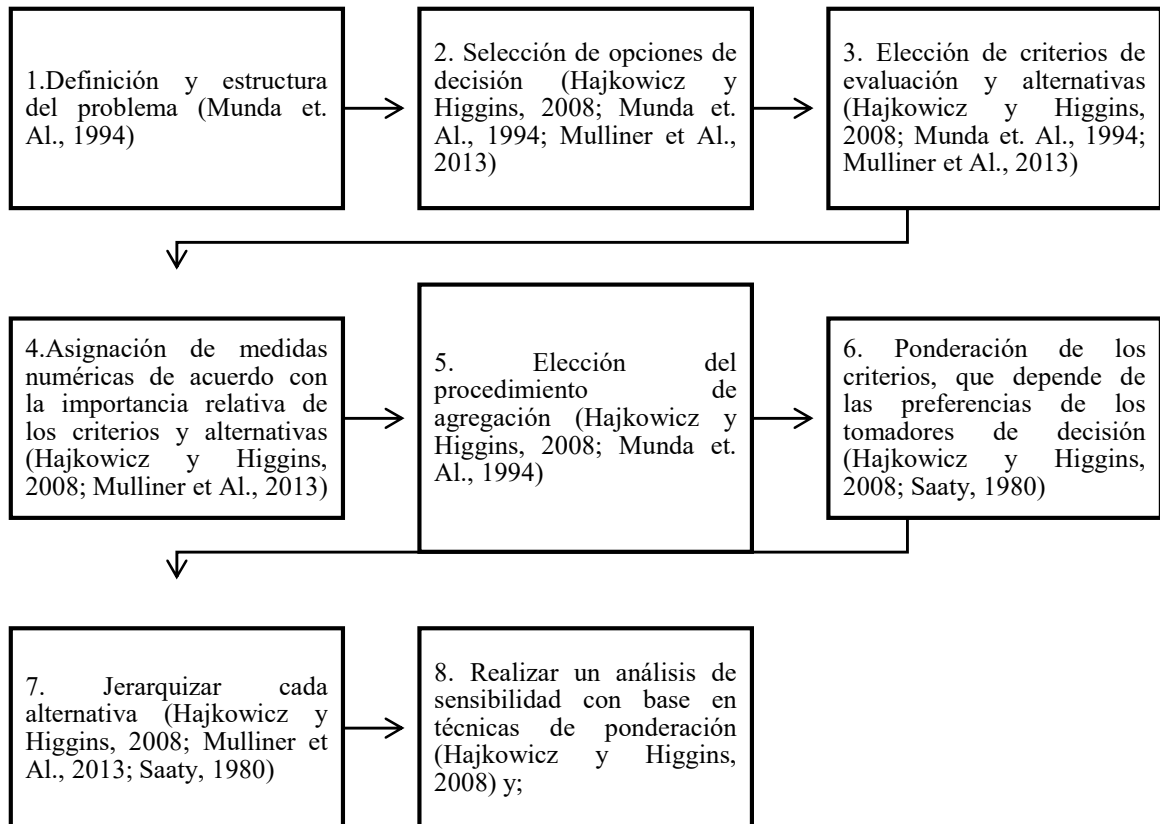 1.Definición y estructura
del problema (Munda et.
Al., 1994)
2. Selección de opciones de
decisión (Hajkowicz y
Higgins, 2008; Munda et.
Al., 1994; Mulliner et Al.,
2013)
3. Elección de criterios de
evaluación y alternativas
(Hajkowicz y Higgins,
2008; Munda et. Al., 1994;
Mulliner et Al., 2013)
4.Asignación de medidas
numéricas de acuerdo con
la importancia relativa de
los criterios y alternativas
(Hajkowicz y Higgins,
2008; Mulliner et Al., 2013)
5. Elección del
procedimiento de
agregación (Hajkowicz y
Higgins, 2008; Munda et.
Al., 1994)
6. Ponderación de los
criterios, que depende de
las preferencias de los
tomadores de decisión
(Hajkowicz y Higgins,
2008; Saaty, 1980)
7. Jerarquizar cada
alternativa (Hajkowicz y
Higgins, 2008; Mulliner et
Al., 2013; Saaty, 1980)
8. Realizar un análisis de
sensibilidad con base en
técnicas de ponderación
(Hajkowicz y Higgins,
2008) y;